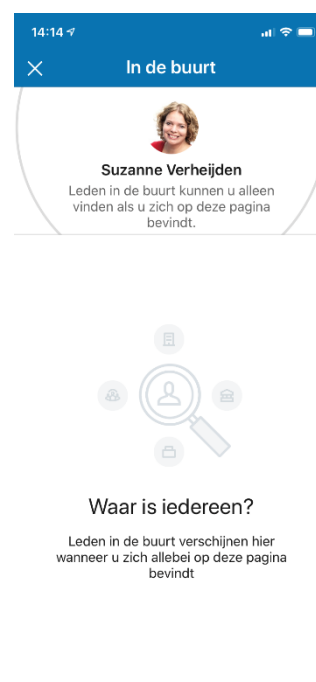 14:14
In de buurt
Suzanne Verheijden
Leden in de buurt kunnen u alleen
vinden als u zich op deze pagina
bevindt.
Waar is iedereen?
Leden in de buurt verschijnen hier
wanneer u zich allebei op deze pagina
bevindt